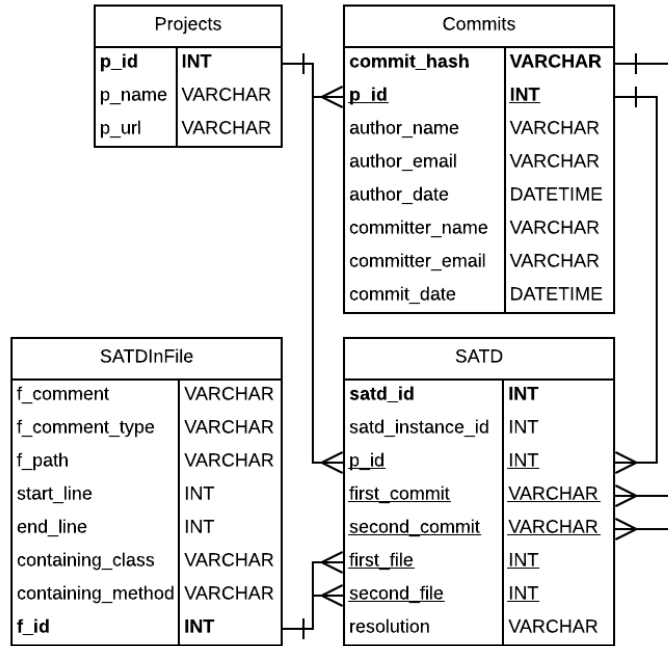 Projects
p_id INT
p_name VARCHAR
p_url VARCHAR
Commits
commit_hash VARCHAR
p_id INT
author_name VARCHAR
author_email VARCHAR
author_date DATETIME
committer_name VARCHAR
committer_email VARCHAR
commit_date DATETIME
SATDInFile
f_comment VARCHAR
f_comment_type VARCHAR
f_path VARCHAR
start_line INT
end_line INT
containing_class VARCHAR
containing_method VARCHAR
f_id INT
SATD
satd_id INT
satd_instance_id INT
p_id INT
first_commit VARCHAR
second_commit VARCHAR
first_file INT
second_file INT
resolution VARCHAR